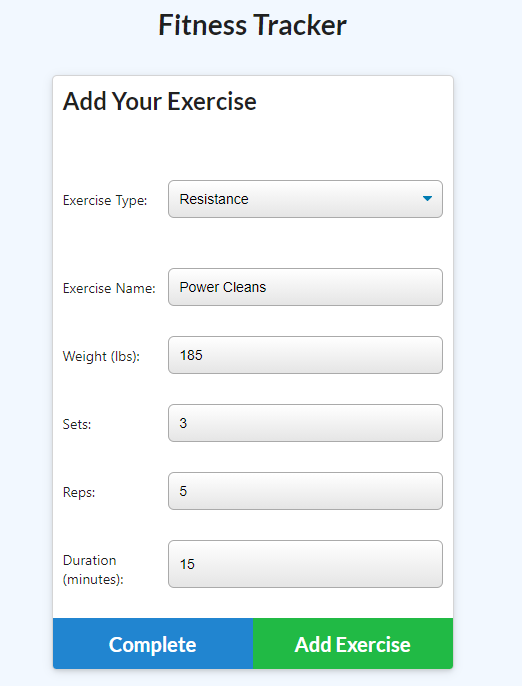 Fitness Tracker
Add Your Exercise
Exercise Type: Resistance
Exercise Name: Power Cleans
Weight (lbs): 185
Sets: 3
Reps: 5
Duration
(minutes): 15
Complete Add Exercise